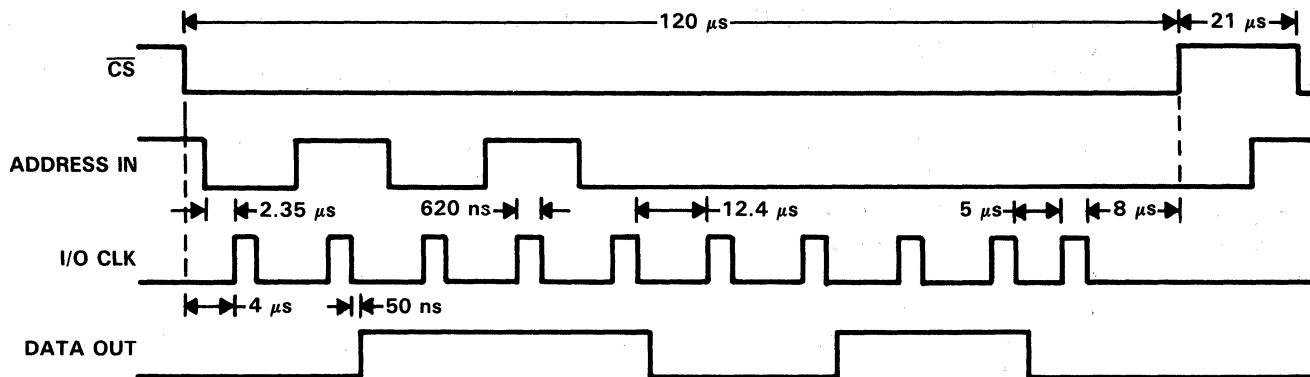 120 μs
21 μs
CS
ADDRESS IN
2.35 μs
620 ns
12.4 μs
5 μs
8 μs
I/O CLK
4 μs
50 ns
DATA OUT